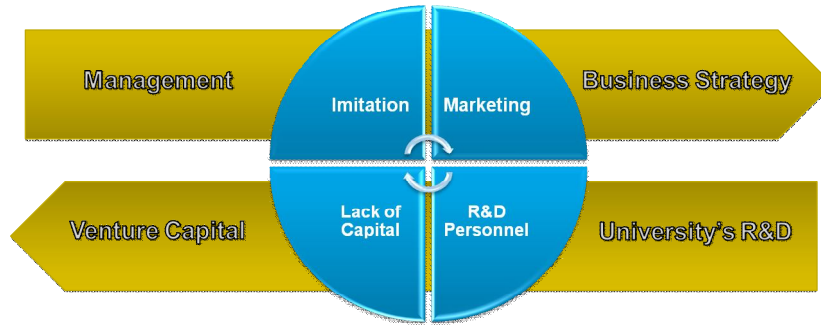 Management
Business Strategy
Imitation
Marketing
Lack of
Capital
R&D
Personnel
Venture Capital
University's R&D